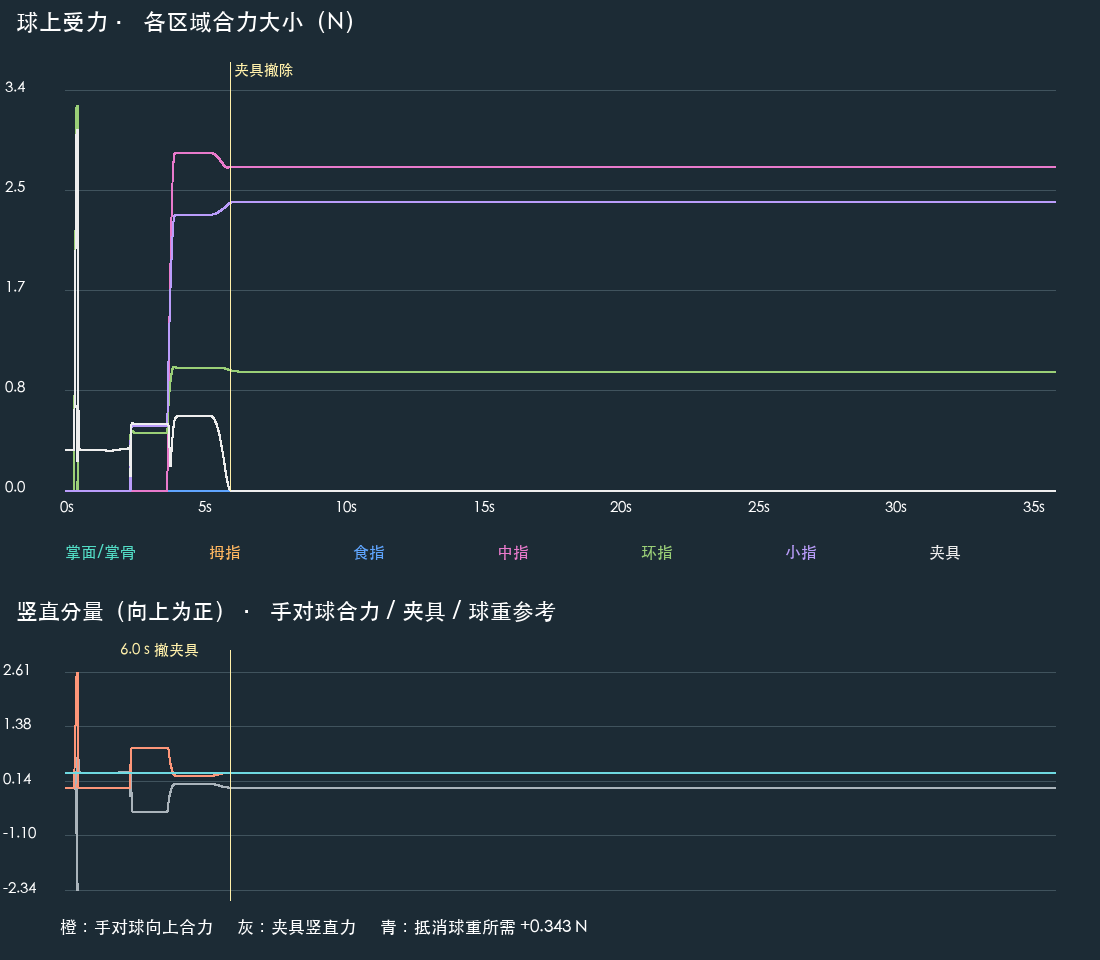 球上受力 · 各区域合力大小（N）
夹具撤除
3.4
2.5
1.7
0.8
0.0
0s 5s 10s 15s 20s 25s 30s 35s
掌面/掌骨 拇指 食指 中指 环指 小指 夹具
竖直分量（向上为正） · 手对球合力 / 夹具 / 球重参考
6.0 s 撤夹具
2.61
1.38
0.14
-1.10
-2.34
橙：手对球向上合力 灰：夹具竖直力 青：抵消球重所需 +0.343 N